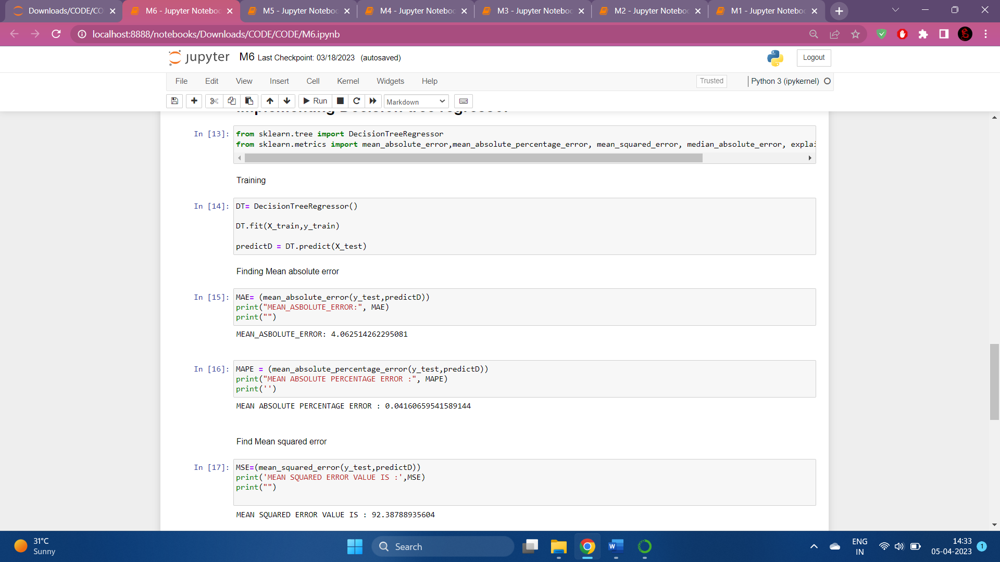 Downloads/CODE/CO
M6 - Jupyter Noteboo
M5 - Jupyter Noteboo
M4 - Jupyter Noteboo
M3 - Jupyter Noteboo
M2 - Jupyter Noteboo
M1 - Jupyter Noteboo
localhost:8888/notebooks/Downloads/CODE/CODE/M6.ipynb
jupyter M6 Last Checkpoint: 03/18/2023 (autosaved)
Logout
File Edit View Insert Cell Kernel Widgets Help
Trusted
Python 3 (ipykernel)
Run
Markdown
Implementing Decision tree regressor
In [13]: from sklearn.tree import DecisionTreeRegressor
from sklearn.metrics import mean_absolute_error,mean_absolute_percentage_error, mean_squared_error, median_absolute_error, explai
Training
In [14]: DT= DecisionTreeRegressor()
DT.fit(X_train,y_train)
predictD = DT.predict(X_test)
Finding Mean absolute error
In [15]: MAE= (mean_absolute_error(y_test,predictD))
print("MEAN_ASBOLUTE_ERROR:", MAE)
print("")
MEAN_ASBOLUTE_ERROR: 4.062514262295081
In [16]: MAPE = (mean_absolute_percentage_error(y_test,predictD))
print("MEAN ABSOLUTE PERCENTAGE ERROR :", MAPE)
print('')
MEAN ABSOLUTE PERCENTAGE ERROR : 0.04160659541589144
Find Mean squared error
In [17]: MSE=(mean_squared_error(y_test,predictD))
print('MEAN SQUARED ERROR VALUE IS :',MSE)
print("")
MEAN SQUARED ERROR VALUE IS : 92.38788935604
31°C
Sunny
Search
ENG
IN
14:33
05-04-2023
1